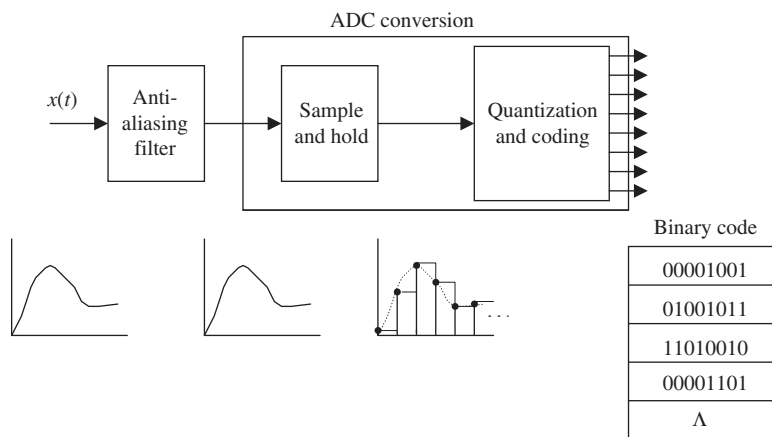 ADC conversion
x(t)
Anti-
aliasing
filter
Sample
and hold
Quantization
and coding
Binary code
00001001
01001011
11010010
00001101
Λ
. . .